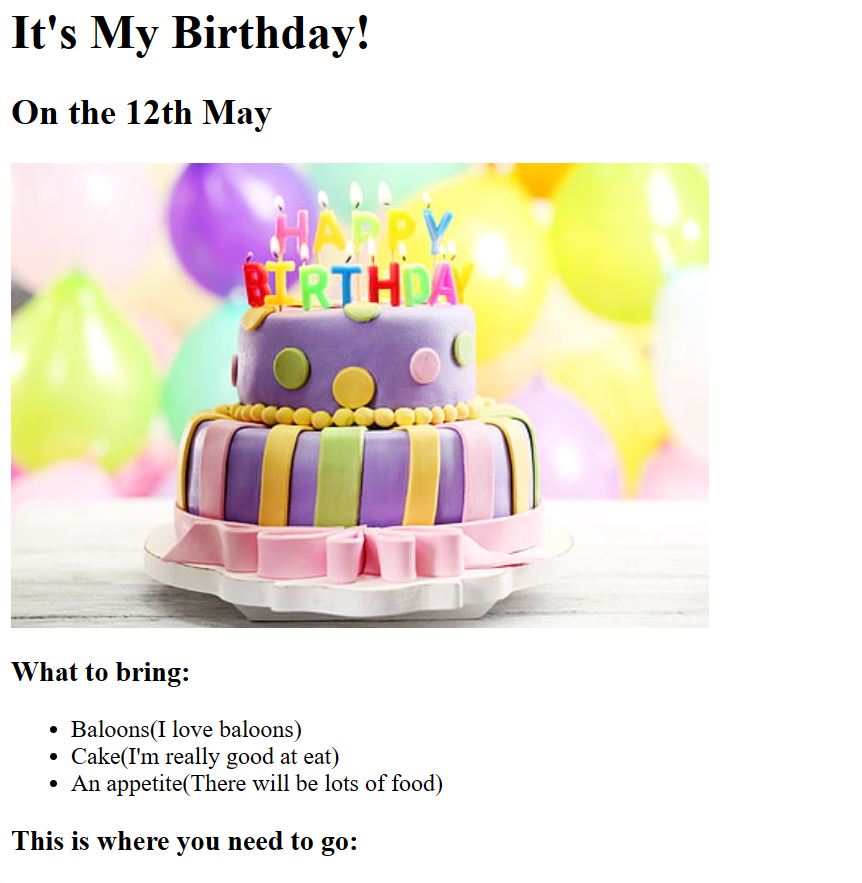 It's My Birthday!
On the 12th May
HAPPY
BIRTHDAY
What to bring:
Baloons(I love baloons)
Cake(I'm really good at eat)
An appetite(There will be lots of food)
This is where you need to go: